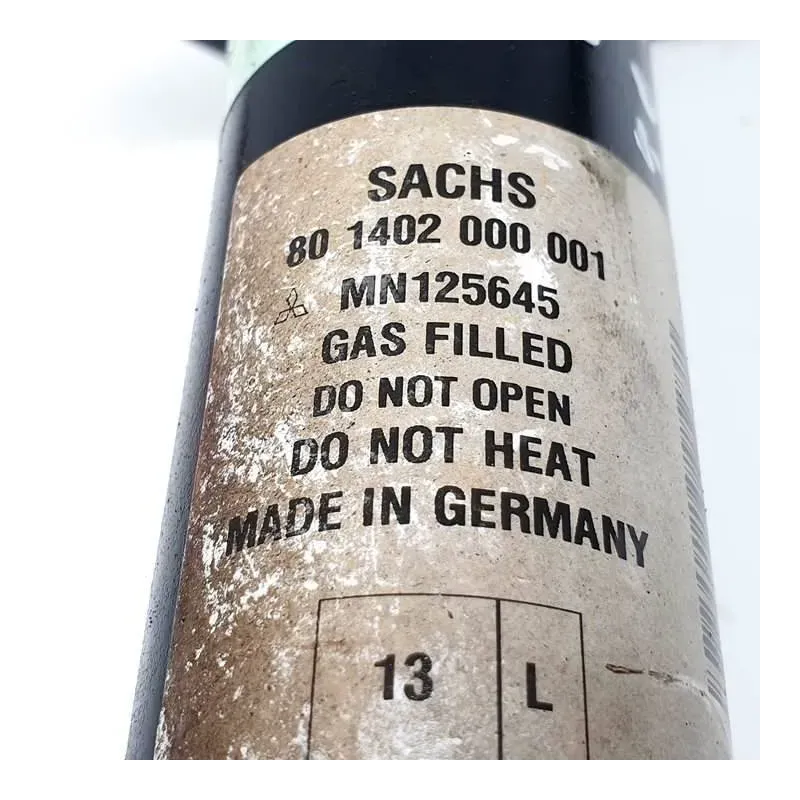 SACHS
80 1402 000 001
MN125645
GAS FILLED
DO NOT OPEN
DO NOT HEAT
MADE IN GERMANY
13 L